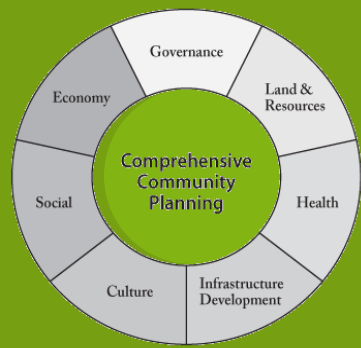 Governance
Land &
Resources
Health
Infrastructure
Development
Culture
Social
Economy
Comprehensive
Community
Planning